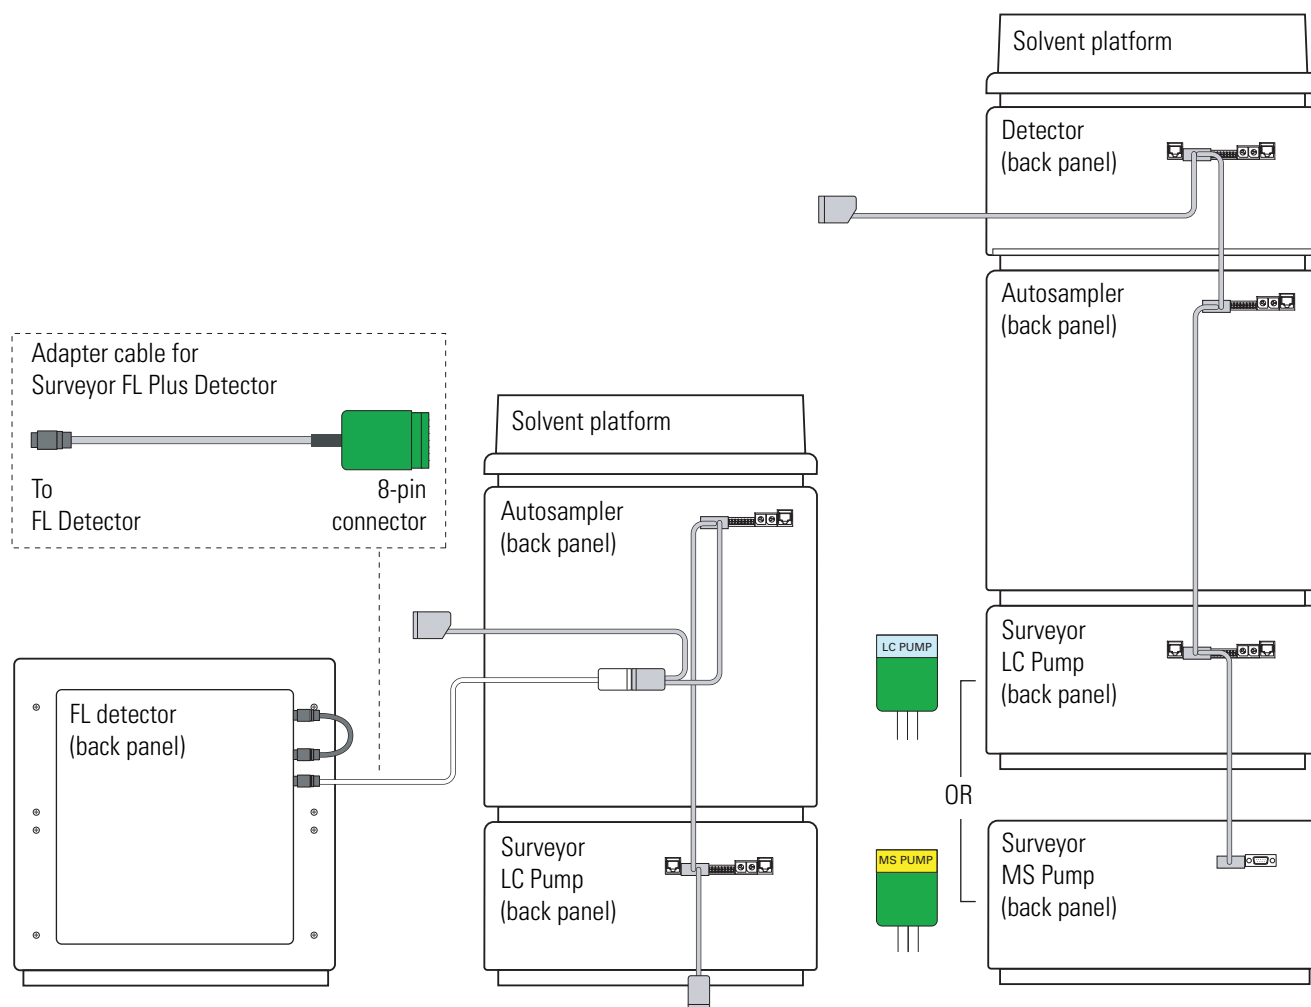 Adapter cable for
Surveyor FL Plus Detector
To
FL Detector
8-pin
connector
FL detector
(back panel)
Solvent platform
Autosampler
(back panel)
Surveyor
LC Pump
(back panel)
Solvent platform
Detector
(back panel)
Autosampler
(back panel)
LC PUMP
Surveyor
LC Pump
(back panel)
OR
MS PUMP
Surveyor
MS Pump
(back panel)